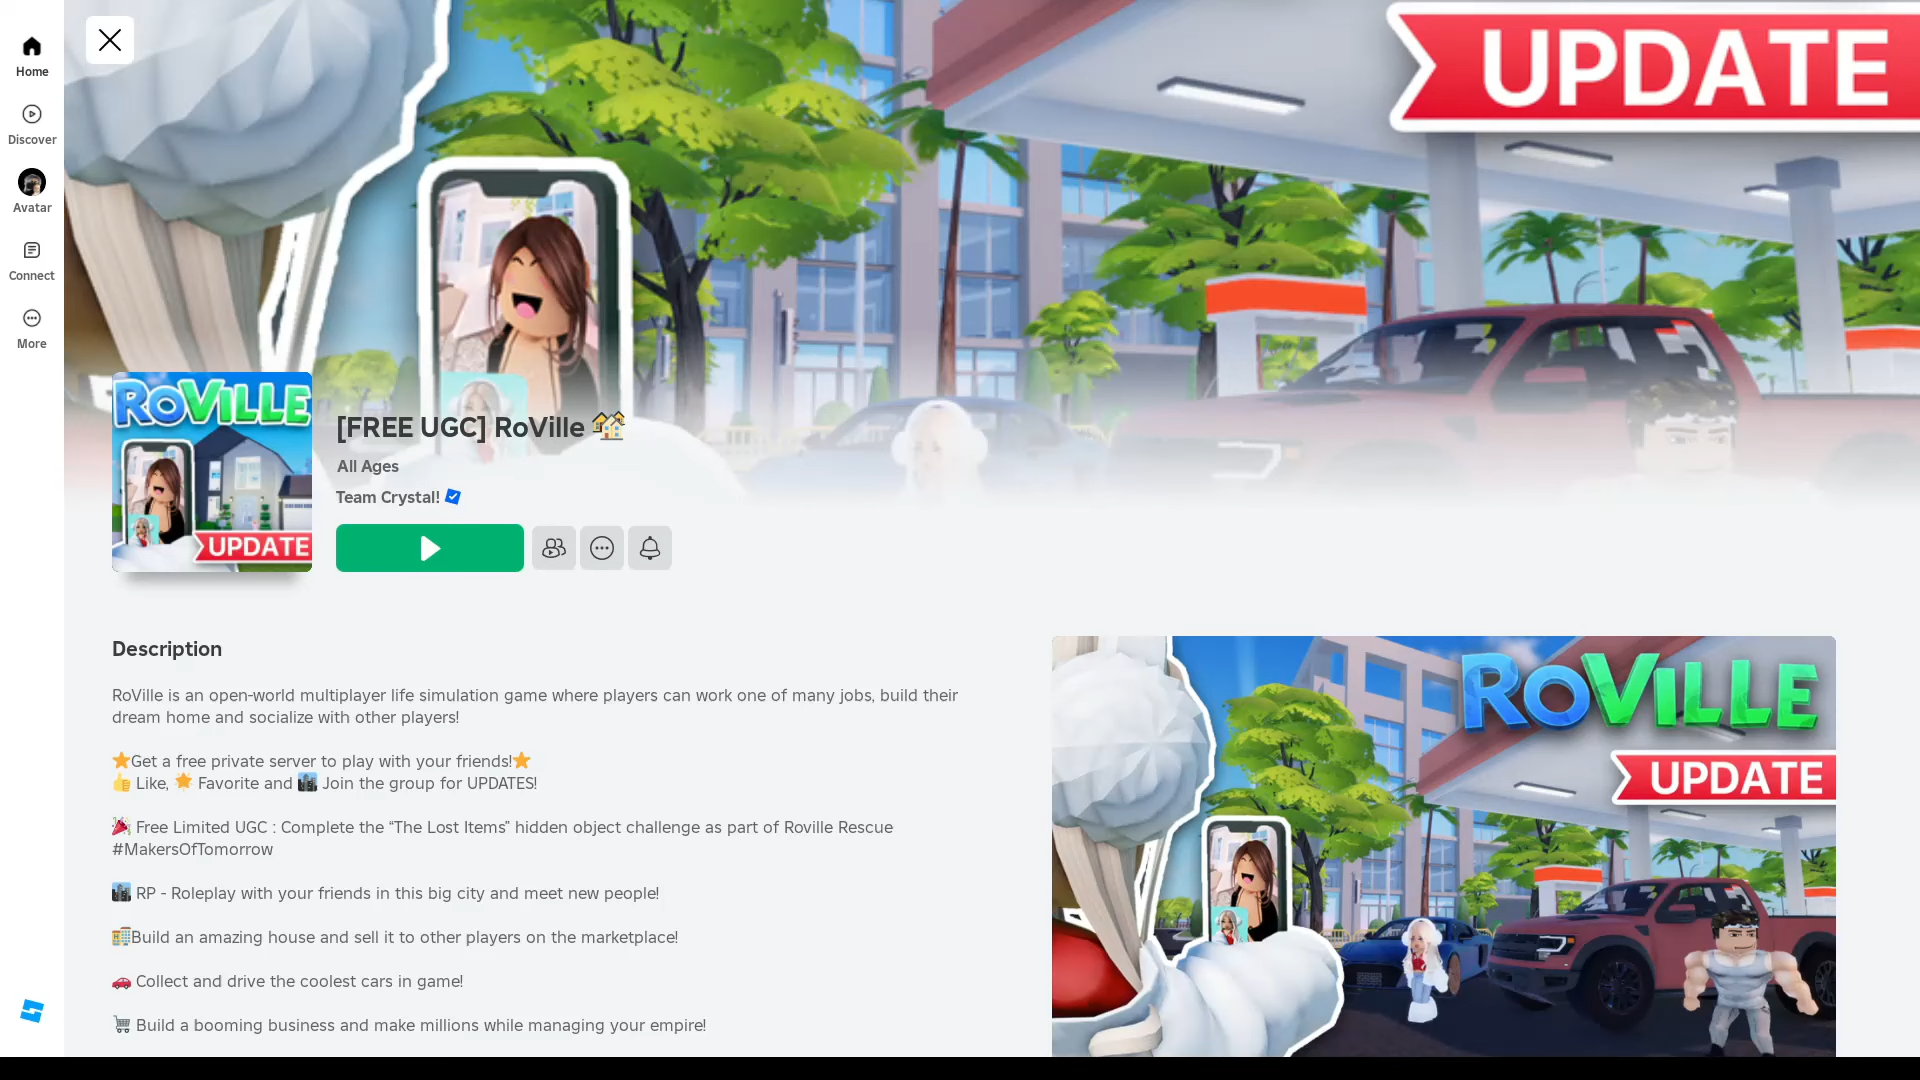 Home
Discover
Avatar
Connect
More
UPDATE
ROVILLE
UPDATE
[FREE UGC] RoVille 🏘️
All Ages
Team Crystal!
Description
RoVille is an open-world multiplayer life simulation game where players can work one of many jobs, build their
dream home and socialize with other players!
⭐Get a free private server to play with your friends!⭐
👍 Like, 🌟 Favorite and 🏙️ Join the group for UPDATES!
🎉 Free Limited UGC : Complete the “The Lost Items” hidden object challenge as part of Roville Rescue
#MakersOfTomorrow
🏙️ RP - Roleplay with your friends in this big city and meet new people!
🏨Build an amazing house and sell it to other players on the marketplace!
🚗 Collect and drive the coolest cars in game!
🛒 Build a booming business and make millions while managing your empire!
ROVILLE
UPDATE